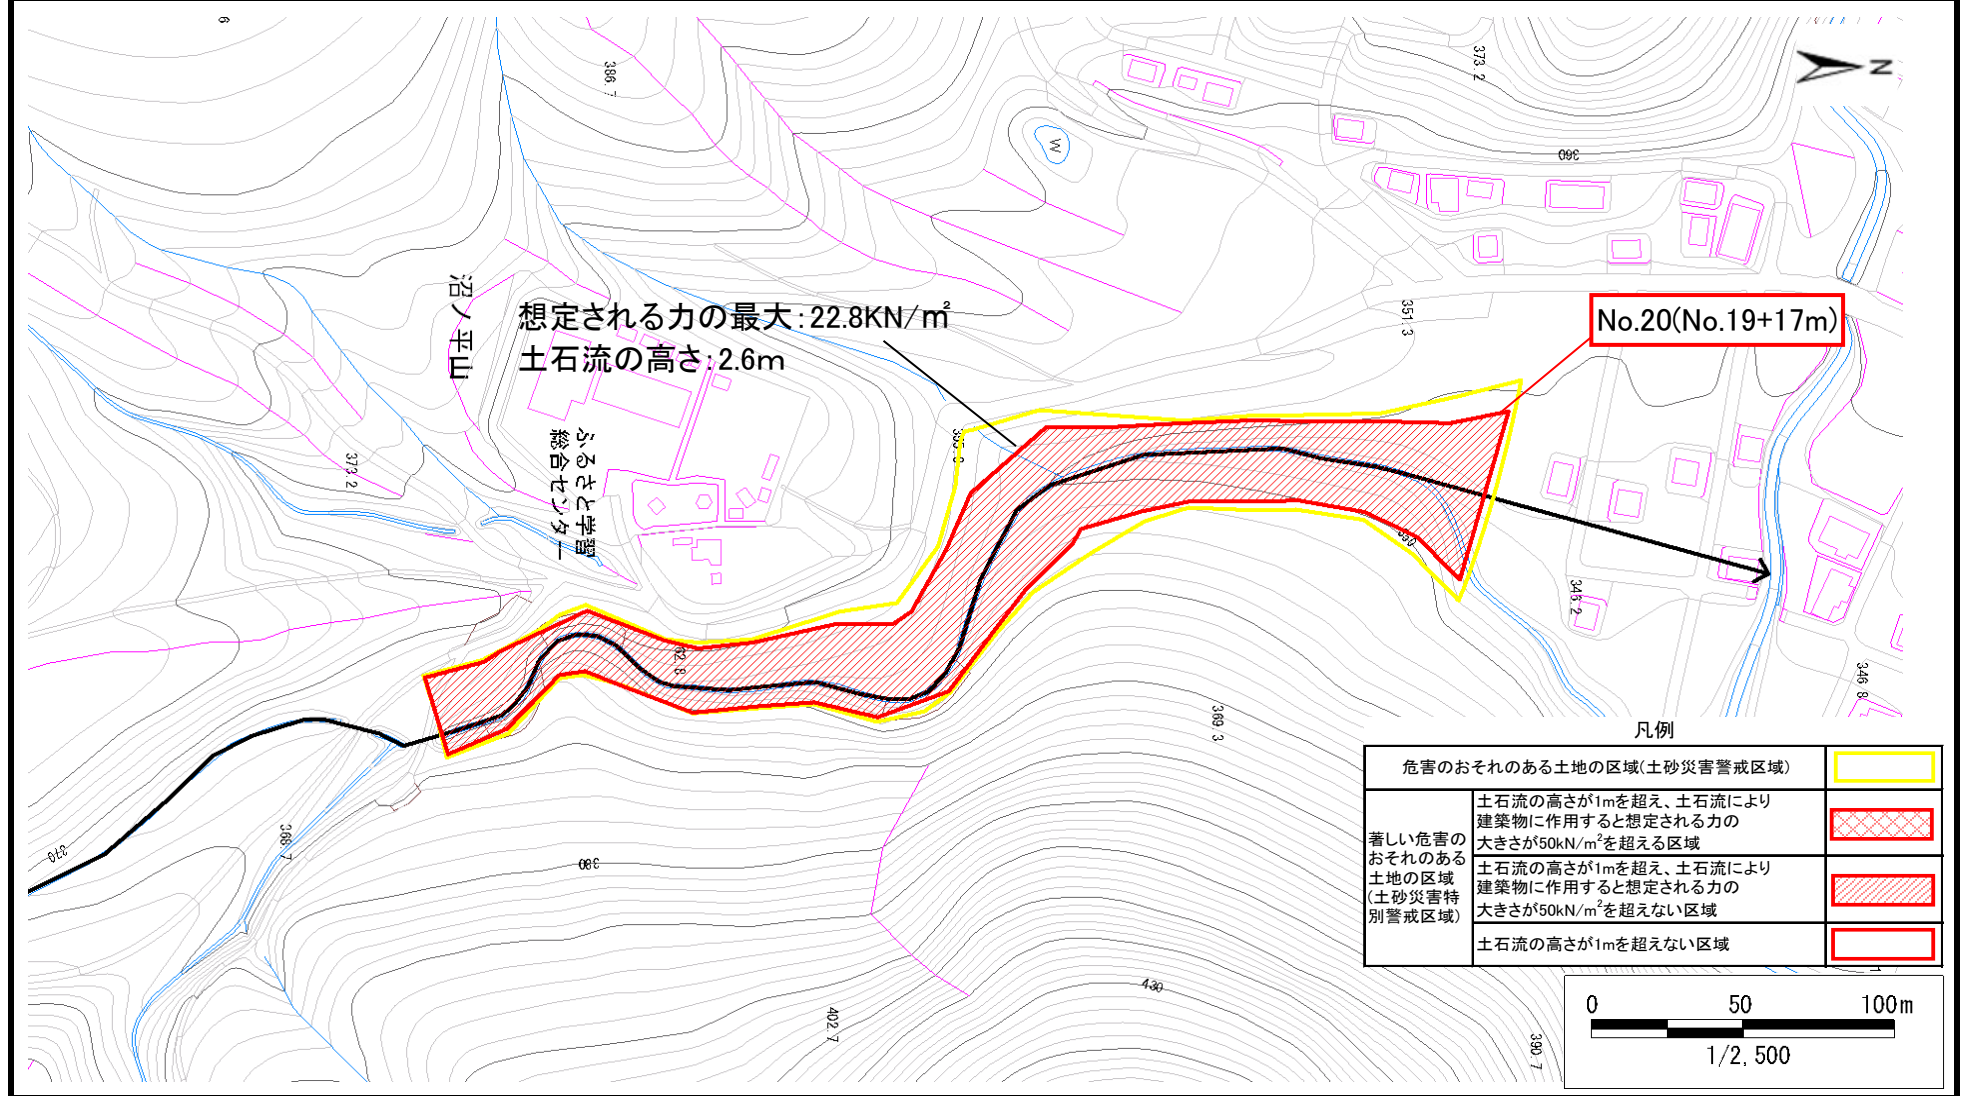 6
386.7
373.2
N
W
360
沼ノ平山
想定される力の最大:22.8KN/㎡
土石流の高さ:2.6m
351.3
No.20(No.19+17m)
ふるさと学習
総合センター
373.2
346.2
62.8
346.8
369.3
368.7
370
380
430
402.7
390.7
凡例
危害のおそれのある土地の区域(土砂災害警戒区域)
著しい危害の
おそれのある
土地の区域
(土砂災害特
別警戒区域)
土石流の高さが1mを超え、土石流により
建築物に作用すると想定される力の
大きさが50kN/m²を超える区域
土石流の高さが1mを超え、土石流により
建築物に作用すると想定される力の
大きさが50kN/m²を超えない区域
土石流の高さが1mを超えない区域
0 50 100m
1/2,500